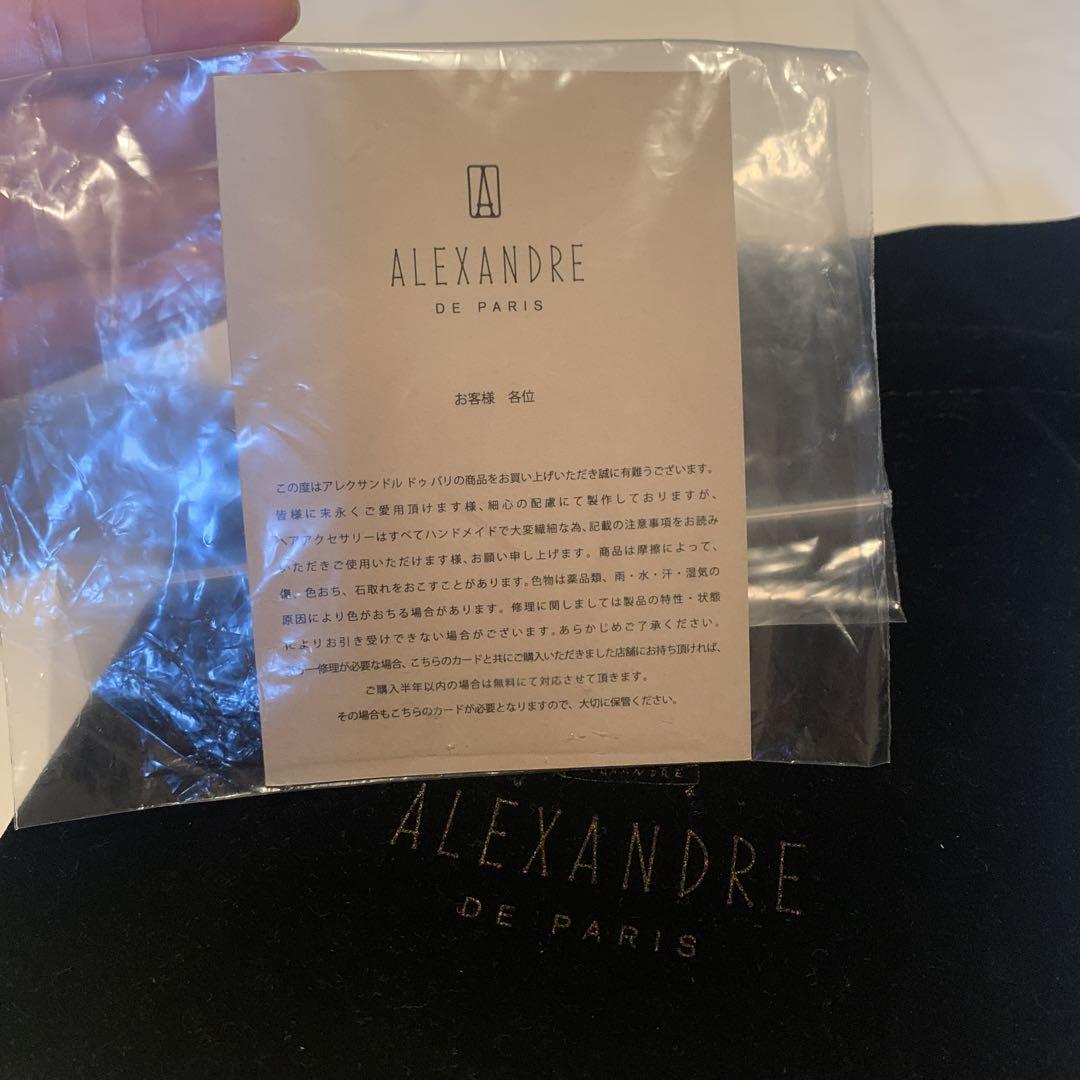 A
ALEXANDRE
DE PARIS
お客様 各位
この度はアレクサンドル ドゥ パリの商品をお買い上げいただき誠に有難うございます。
皆様に末永くご愛用頂けます様、細心の配慮にて製作しておりますが、
ヘアアクセサリーはすべてハンドメイドで大変繊細な為、記載の注意事項をお読み
いただきご使用いただけます様、お願い申し上げます。商品は摩擦によって、
傷、色おち、石取れをおこすことがあります。色物は薬品類、雨・水・汗・湿気の
原因により色がおちる場合があります。修理に関しましては製品の特性・状態
によりお引き受けできない場合がございます。あらかじめご了承ください。
一修理が必要な場合、こちらのカードと共にご購入いただきました店舗にお持ち頂ければ、
ご購入半年以内の場合は無料にて対応させて頂きます。
その場合もこちらのカードが必要となりますので、大切に保管ください。
ALEXANDRE
DE PARIS